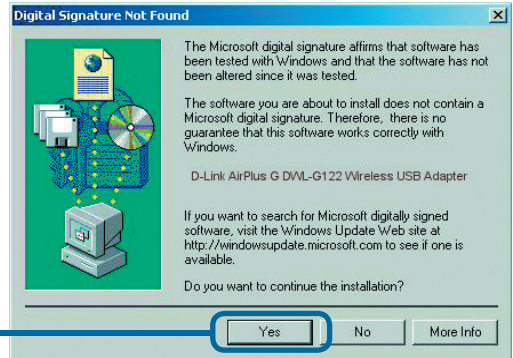 Digital Signature Not Found
The Microsoft digital signature affirms that software has
been tested with Windows and that the software has not
been altered since it was tested.
The software you are about to install does not contain a
Microsoft digital signature. Therefore, there is no
guarantee that this software works correctly with
Windows.
D-Link AirPlus G DWL-G122 Wireless USB Adapter
If you want to search for Microsoft digitally signed
software, visit the Windows Update Web site at
http://windowsupdate.microsoft.com to see if one is
available.
Do you want to continue the installation?
Yes No More Info